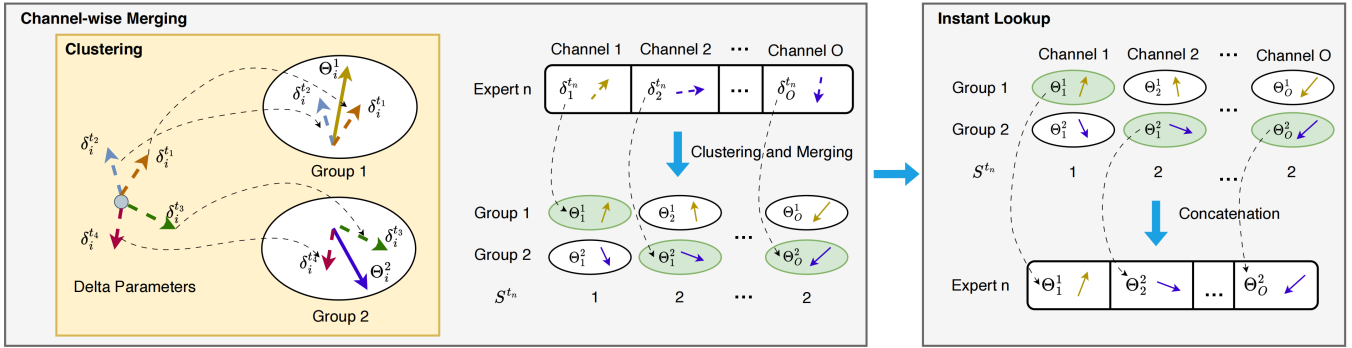 Channel-wise Merging
Clustering
Θ_i^1
δ_i^{t_2}
δ_i^{t_1}
δ_i^{t_2}
δ_i^{t_1}
Group 1
δ_i^{t_3}
δ_i^{t_4}
δ_i^{t_3}
δ_i^{t_4}
Θ_i^2
Delta Parameters
Group 2
Channel 1 Channel 2 ... Channel O
Expert n δ_1^{t_n} δ_2^{t_n} ... δ_O^{t_n}
Clustering and Merging
Group 1 Θ_1^1 Θ_2^1 Θ_O^1
...
Group 2 Θ_1^2 Θ_1^2 Θ_O^2
S^{t_n} 1 2 ... 2
Instant Lookup
Channel 1 Channel 2 ... Channel O
Group 1 Θ_1^1 Θ_2^1 Θ_O^1
...
Group 2 Θ_1^2 Θ_1^2 Θ_O^2
S^{t_n} 1 2 ... 2
Concatenation
Expert n Θ_1^1 Θ_2^2 ... Θ_O^2